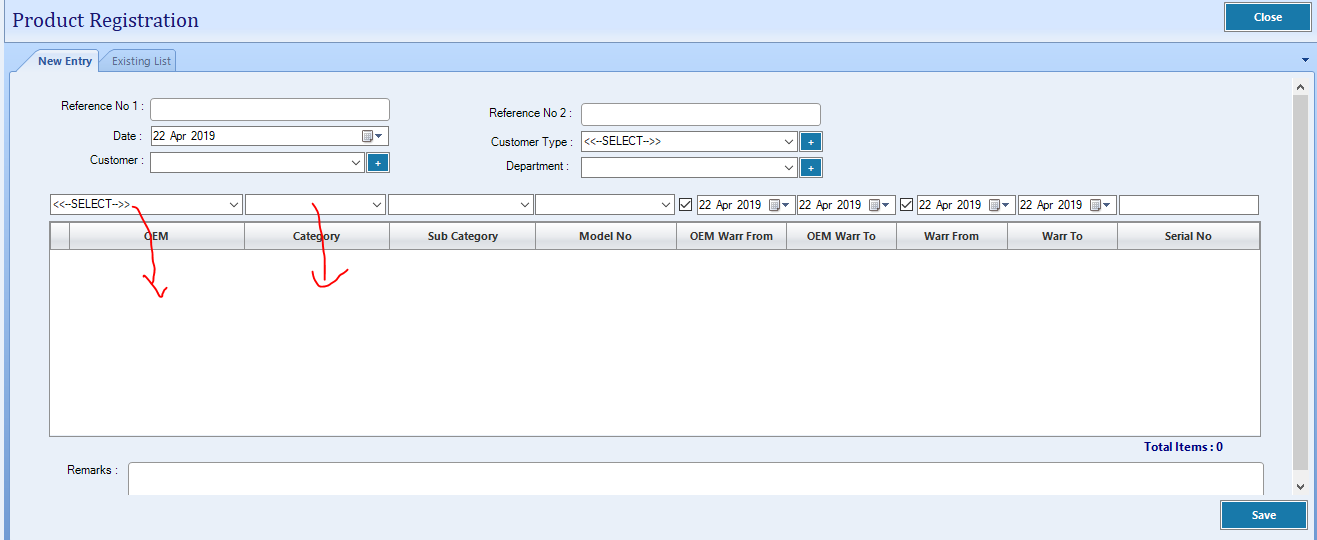 Product Registration
Close
New Entry
Existing List
Reference No 1 :
Reference No 2 :
Date : 22 Apr 2019
Customer Type : <<--SELECT-->> +
Customer : +
Department : +
<<--SELECT-->> 22 Apr 2019 22 Apr 2019 22 Apr 2019 22 Apr 2019
OEM Category Sub Category Model No OEM Warr From OEM Warr To Warr From Warr To Serial No
Total Items : 0
Remarks :
Save